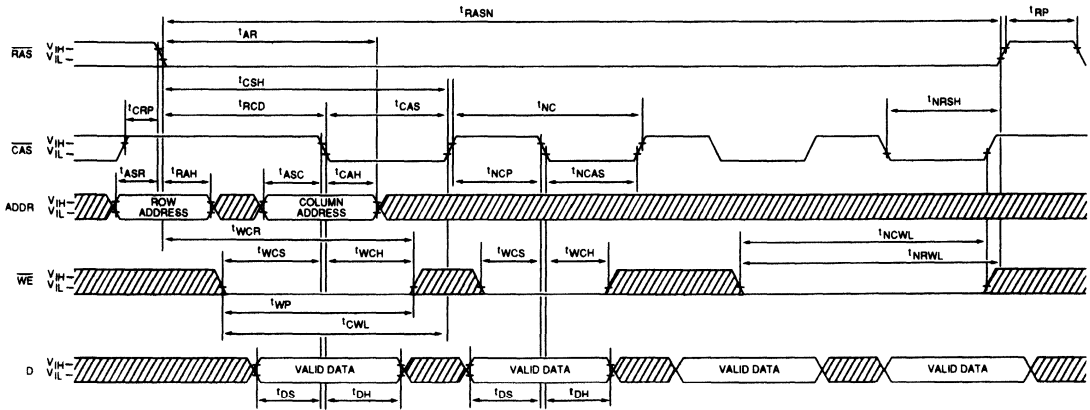 tRASN
tRP
tAR
RAS VIH
VIL
tCSH
tCRP tRCD tCAS tNC tNRSH
CAS VIH
VIL
tASR tRAH tASC tCAH tNCP tNCAS
ADDR VIH
VIL
ROW ADDRESS
COLUMN ADDRESS
tWCR tNCWL
tWCS tWCH tWCS tWCH tNRWL
WE VIH
VIL
tWP
tCWL
D VIH
VIL
VALID DATA VALID DATA VALID DATA VALID DATA
tDS tDH tDS tDH